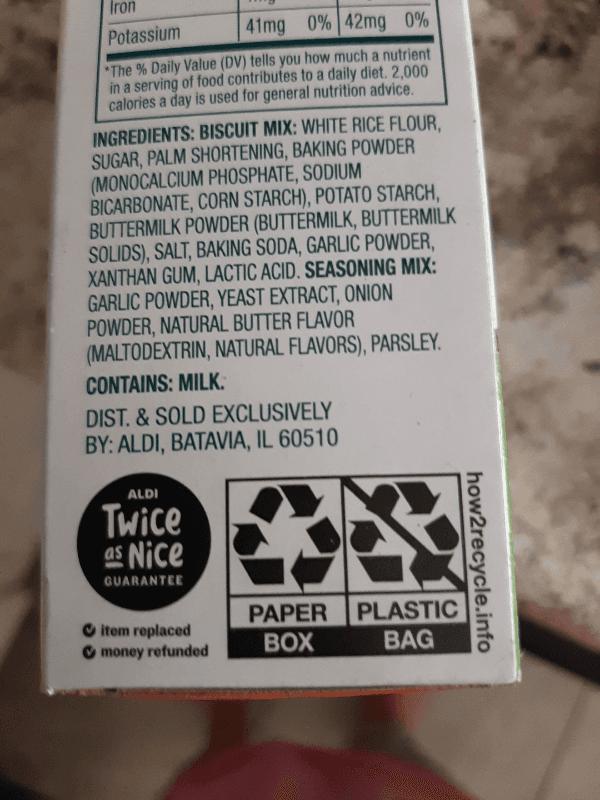 Iron
Potassium 41mg 0% 42mg 0%
*The % Daily Value (DV) tells you how much a nutrient
in a serving of food contributes to a daily diet. 2,000
calories a day is used for general nutrition advice.
INGREDIENTS: BISCUIT MIX: WHITE RICE FLOUR,
SUGAR, PALM SHORTENING, BAKING POWDER
(MONOCALCIUM PHOSPHATE, SODIUM
BICARBONATE, CORN STARCH), POTATO STARCH,
BUTTERMILK POWDER (BUTTERMILK, BUTTERMILK
SOLIDS), SALT, BAKING SODA, GARLIC POWDER,
XANTHAN GUM, LACTIC ACID. SEASONING MIX:
GARLIC POWDER, YEAST EXTRACT, ONION
POWDER, NATURAL BUTTER FLAVOR
(MALTODEXTRIN, NATURAL FLAVORS), PARSLEY.
CONTAINS: MILK.
DIST. & SOLD EXCLUSIVELY
BY: ALDI, BATAVIA, IL 60510
ALDI
Twice
as Nice
GUARANTEE
item replaced
money refunded
PAPER PLASTIC
BOX BAG
how2recycle.info